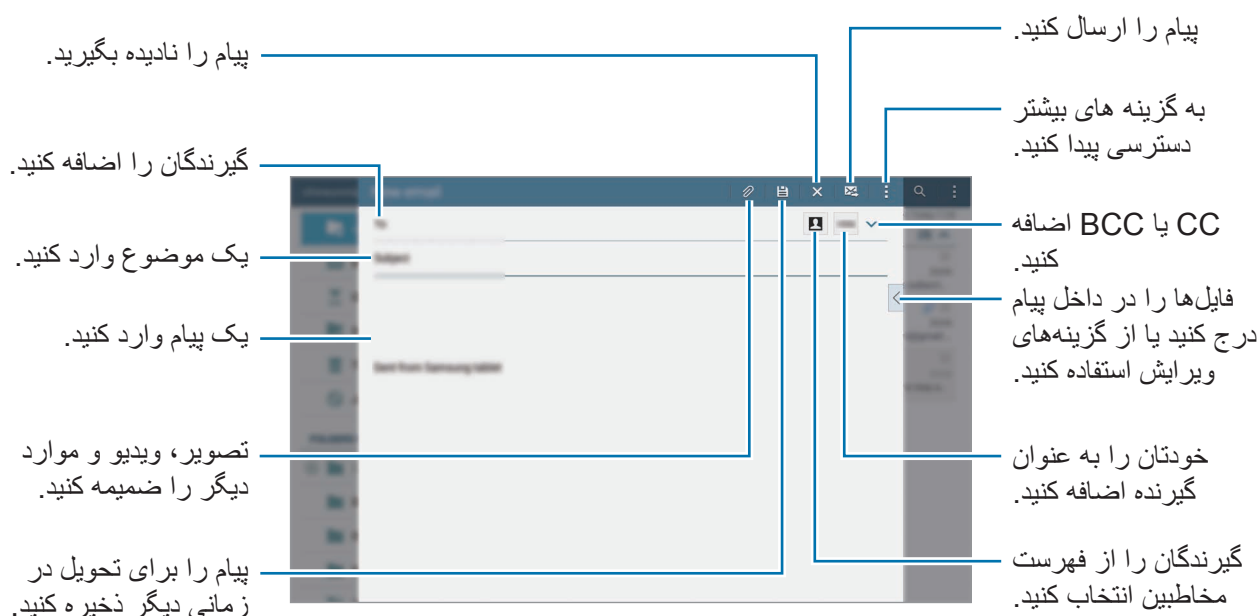 پیام را ارسال کنید.
پیام را نادیده بگیرید.
به گزینه های بیشتر
دسترسی پیدا کنید.
گیرندگان را اضافه کنید.
CC یا BCC اضافه
کنید.
یک موضوع وارد کنید.
فایل‌ها را در داخل پیام
درج کنید یا از گزینه‌های
ویرایش استفاده کنید.
یک پیام وارد کنید.
تصویر، ویدیو و موارد
دیگر را ضمیمه کنید.
خودتان را به عنوان
گیرنده اضافه کنید.
پیام را برای تحویل در
زمانی دیگر ذخیره کنید.
گیرندگان را از فهرست
مخاطبین انتخاب کنید.
New email
To
Subject
Sent from Samsung tablet